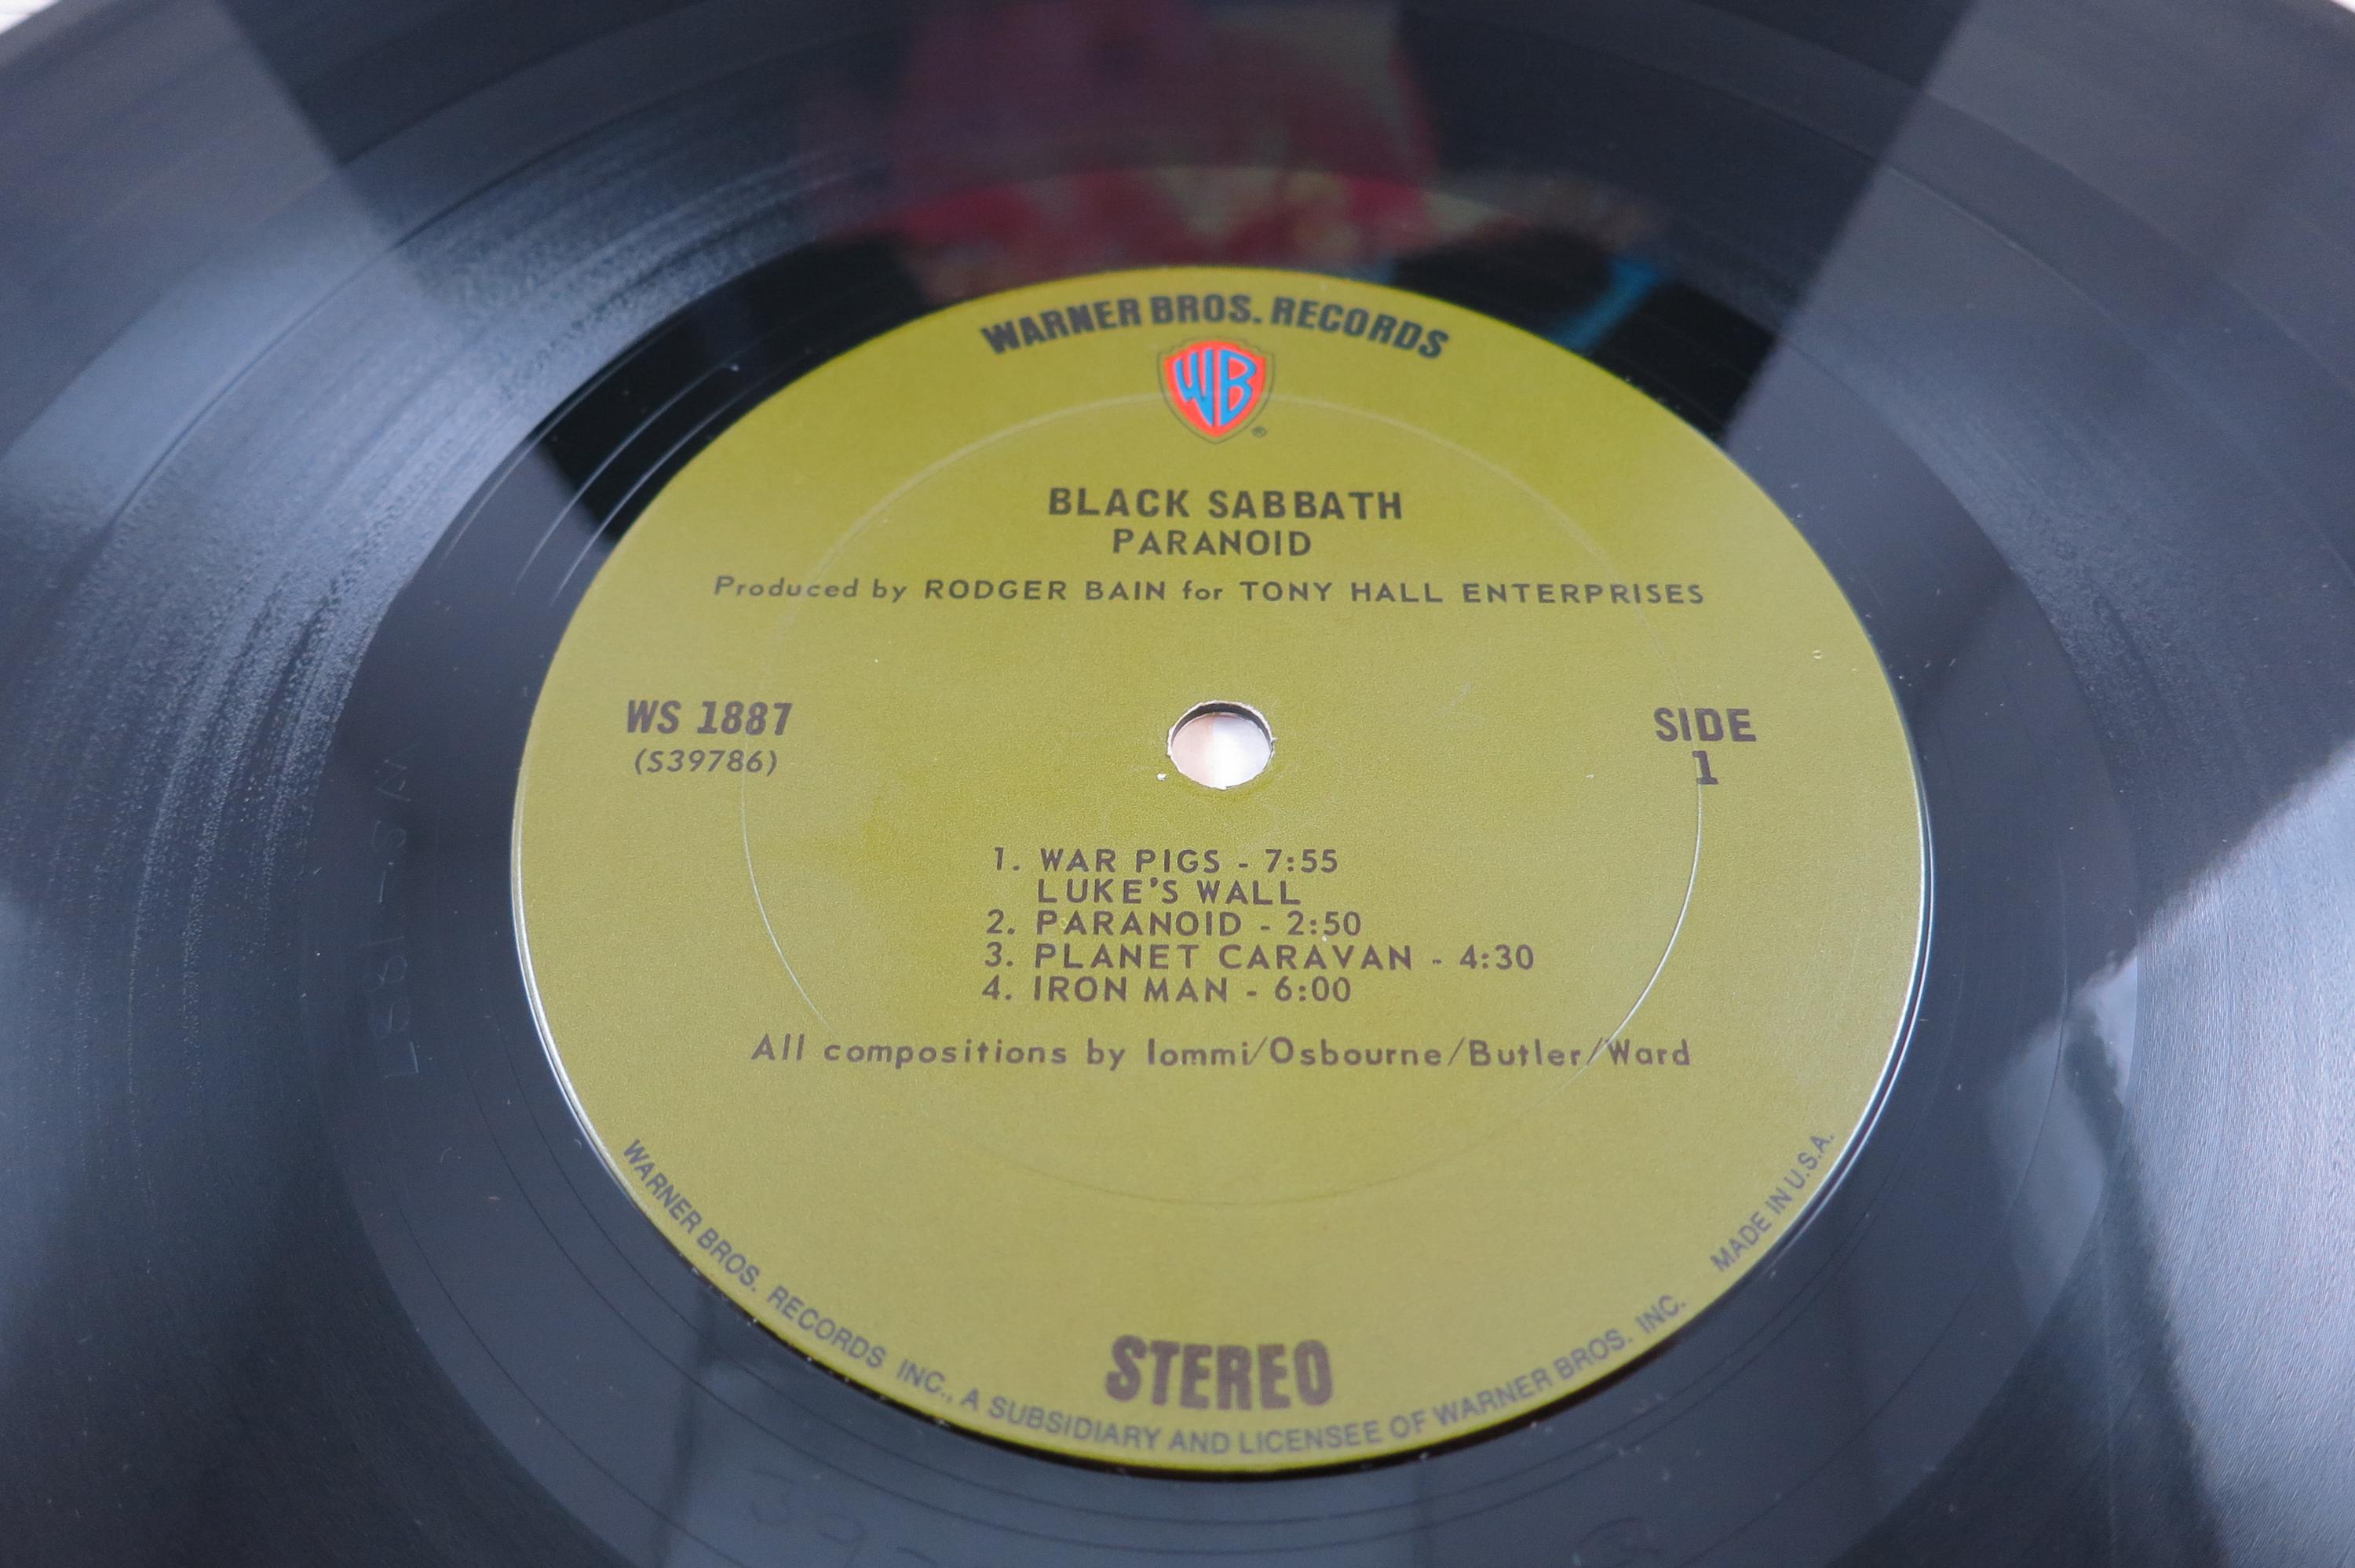 WARNER BROS. RECORDS
WB
®
BLACK SABBATH
PARANOID
Produced by RODGER BAIN for TONY HALL ENTERPRISES
WS 1887
(S39786)
SIDE
1
1. WAR PIGS - 7:55
LUKE'S WALL
2. PARANOID - 2:50
3. PLANET CARAVAN - 4:30
4. IRON MAN - 6:00
All compositions by Iommi/Osbourne/Butler/Ward
STEREO
WARNER BROS. RECORDS INC., A SUBSIDIARY AND LICENSEE OF WARNER BROS. INC.
MADE IN U.S.A.